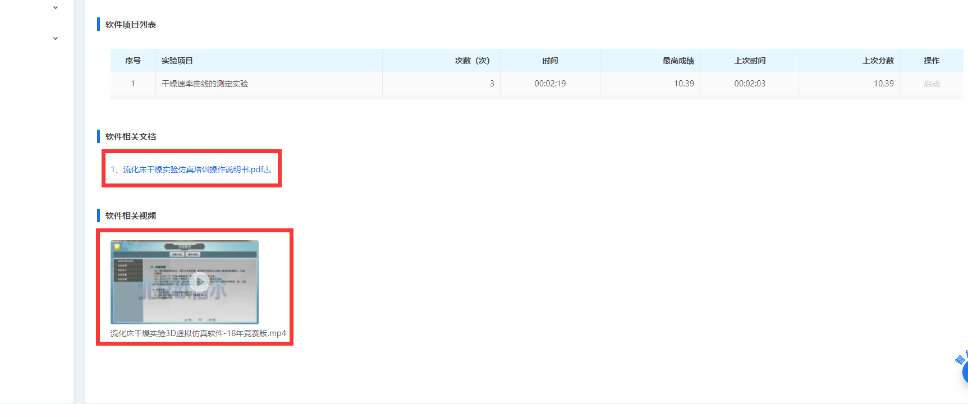 软件项目列表
序号 实验项目 次数（次） 时间 最高成绩 上次时间 上次分数 操作
1 干燥速率曲线的测定实验 3 00:02:19 10.39 00:02:03 10.39 启动
软件相关文档
1、流化床干燥实验仿真培训操作说明书.pdf
软件相关视频
流化床干燥实验3D虚拟仿真软件-18年竞赛版.mp4